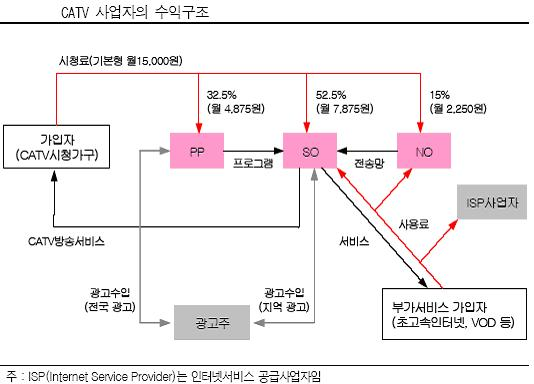 CATV 사업자의 수익구조
시청료(기본형 월15,000원)
32.5%
(월 4,875원)
52.5%
(월 7,875원)
15%
(월 2,250원)
가입자
(CATV시청가구)
PP
프로그램
SO
전송망
NO
ISP사업자
사용료
서비스
CATV방송서비스
광고수입
(전국 광고)
광고주
광고수입
(지역 광고)
부가서비스 가입자
(초고속인터넷, VOD 등)
주 : ISP(Internet Service Provider)는 인터넷서비스 공급사업자임